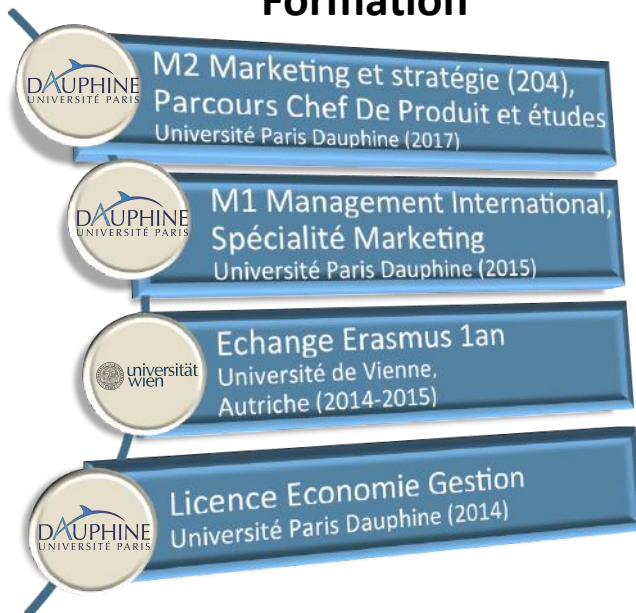 Formation
DAUPHINE
UNIVERSITÉ PARIS
M2 Marketing et stratégie (204),
Parcours Chef De Produit et études
Université Paris Dauphine (2017)
DAUPHINE
UNIVERSITÉ PARIS
M1 Management International,
Spécialité Marketing
Université Paris Dauphine (2015)
universität
wien
Echange Erasmus 1an
Université de Vienne,
Autriche (2014-2015)
DAUPHINE
UNIVERSITÉ PARIS
Licence Economie Gestion
Université Paris Dauphine (2014)